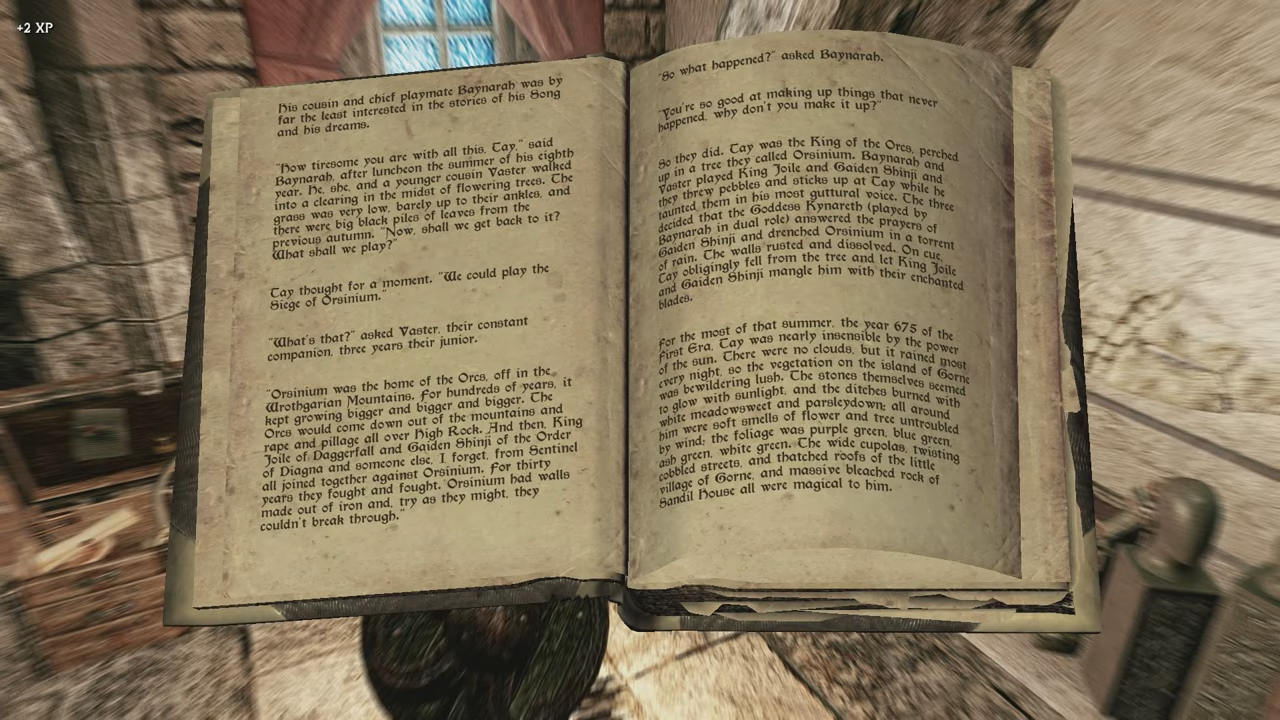 +2 XP
His cousin and chief playmate Baynarah was by
far the least interested in the stories of his Song
and his dreams.
"How tiresome you are with all this, Tay," said
Baynarah, after luncheon the summer of his eighth
year. He, she, and a younger cousin Vaster walked
into a clearing in the midst of flowering trees. The
grass was very low, barely up to their ankles, and
there were big black piles of leaves from the
previous autumn. "Now, shall we get back to it?
What shall we play?"
Tay thought for a moment. "We could play the
Siege of Orsinium."
"What's that?" asked Vaster, their constant
companion, three years their junior.
"Orsinium was the home of the Orcs, off in the
Wrothgarian Mountains. For hundreds of years, it
kept growing bigger and bigger and bigger. The
Orcs would come down out of the mountains and
rape and pillage all over High Rock. And then, King
Joile of Daggerfall and Gaiden Shinji of the Order
of Diagna and someone else, I forget, from Sentinel
all joined together against Orsinium. For thirty
years they fought and fought. Orsinium had walls
made out of iron and, try as they might, they
couldn't break through."
"So what happened?" asked Baynarah.
"You're so good at making up things that never
happened, why don't you make it up?"
So they did. Tay was the King of the Orcs, perched
up in a tree they called Orsinium. Baynarah and
Vaster played King Joile and Gaiden Shinji and
they threw pebbles and sticks up at Tay while he
taunted them in his most guttural voice. The three
decided that the Goddess Kynareth (played by
Baynarah in dual role) answered the prayers of
Gaiden Shinji and drenched Orsinium in a torrent
of rain. The walls rusted and dissolved. On cue,
Tay obligingly fell from the tree and let King Joile
and Gaiden Shinji mangle him with their enchanted
blades.
For the most of that summer, the year 675 of the
First Era, Tay was nearly insensible by the power
of the sun. There were no clouds, but it rained most
every night, so the vegetation on the island of Gorne
was bewildering lush. The stones themselves seemed
to glow with sunlight, and the ditches burned with
white meadowsweet and parsleydown; all around
him were soft smells of flower and tree untroubled
by wind; the foliage was purple green, blue green,
ash green, white green. The wide cupolas, twisting
cobbled streets, and thatched roofs of the little
village of Gorne, and massive bleached rock of
Sandil House all were magical to him.